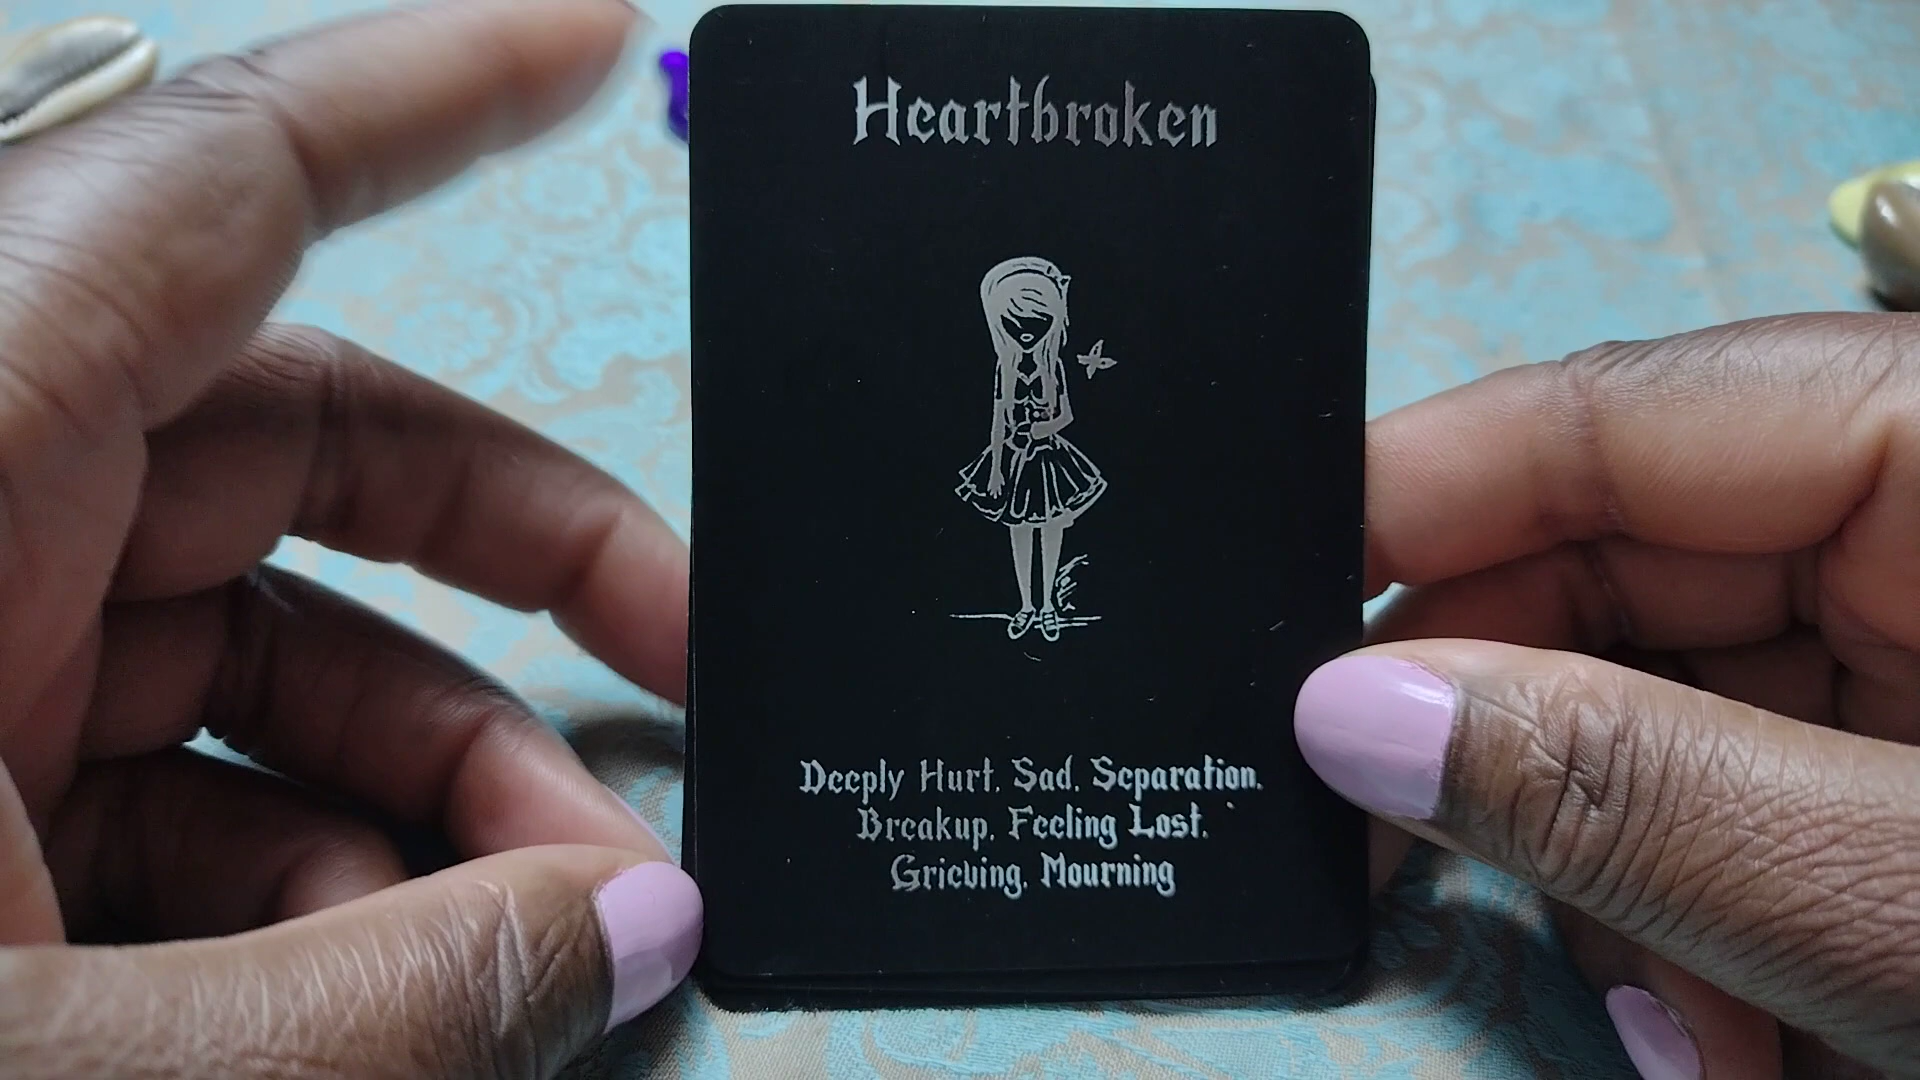 Heartbroken
Deeply Hurt, Sad, Separation,
Breakup, Feeling Lost,
Grieving, Mourning